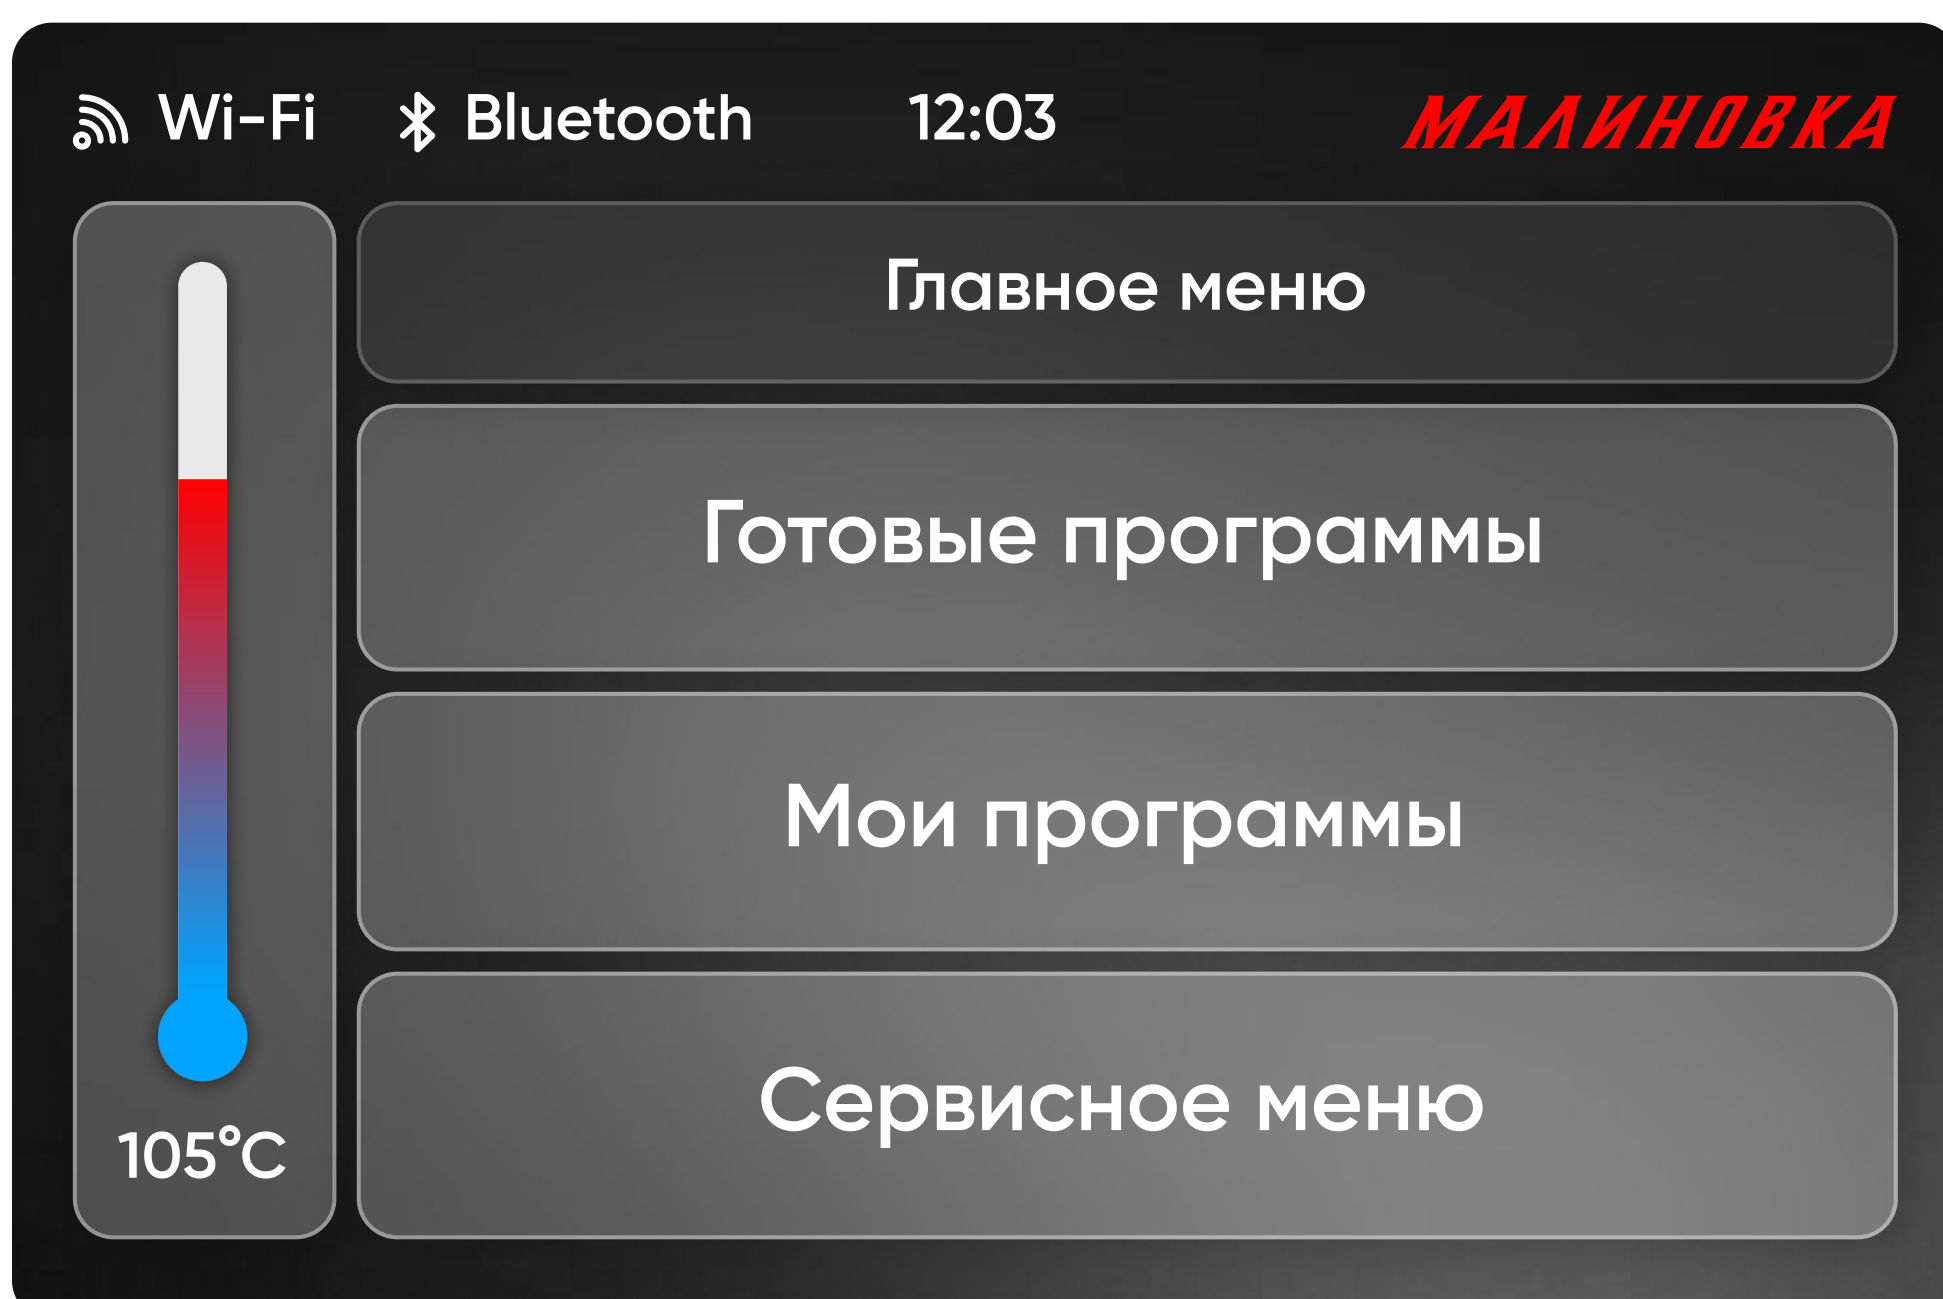 Wi-Fi Bluetooth 12:03 МАЛИНОВКА
Главное меню
Готовые программы
Мои программы
Сервисное меню
105°C